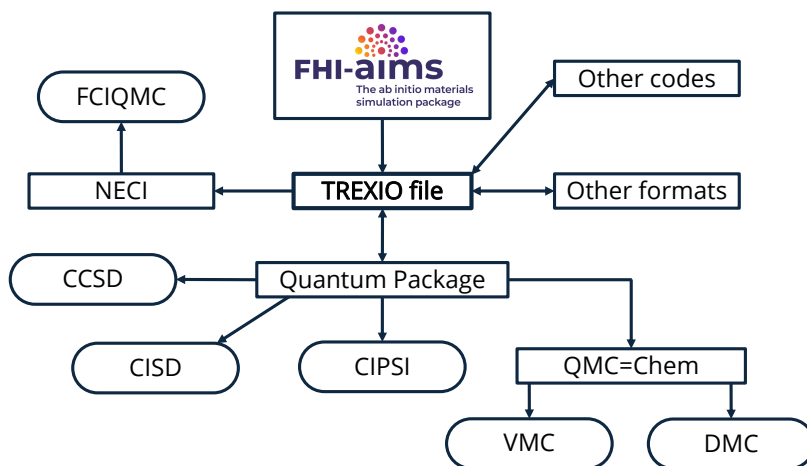 FHI-aims
The ab initio materials
simulation package
Other codes
FCIQMC
NECI
TREXIO file
Other formats
CCSD
Quantum Package
CISD
CIPSI
QMC=Chem
VMC
DMC